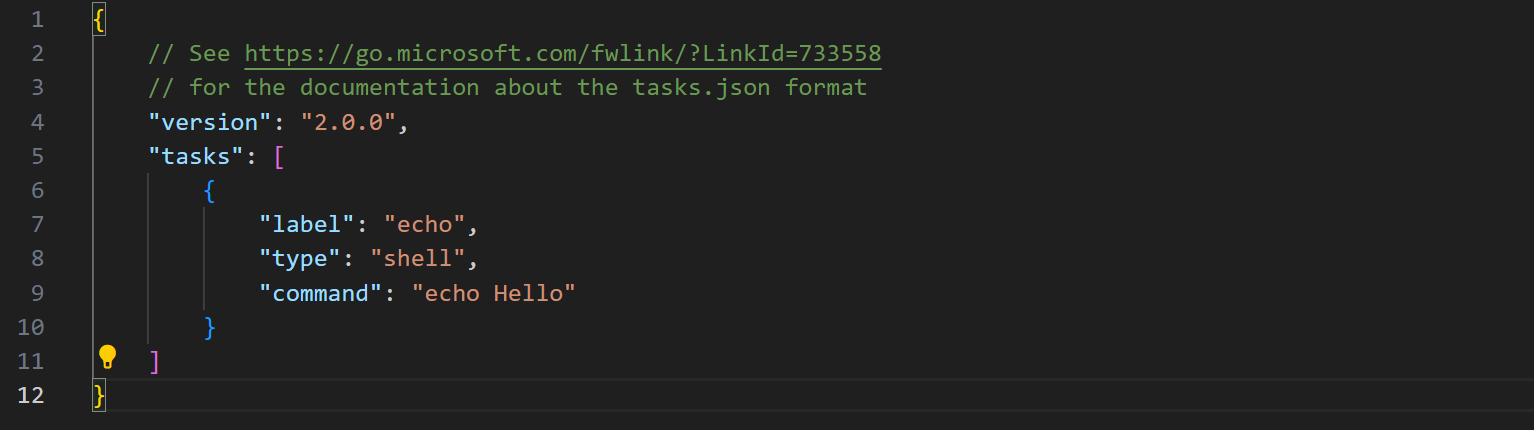 1 {
2 // See https://go.microsoft.com/fwlink/?LinkId=733558
3 // for the documentation about the tasks.json format
4 "version": "2.0.0",
5 "tasks": [
6 {
7 "label": "echo",
8 "type": "shell",
9 "command": "echo Hello"
10 }
11 ]
12 }